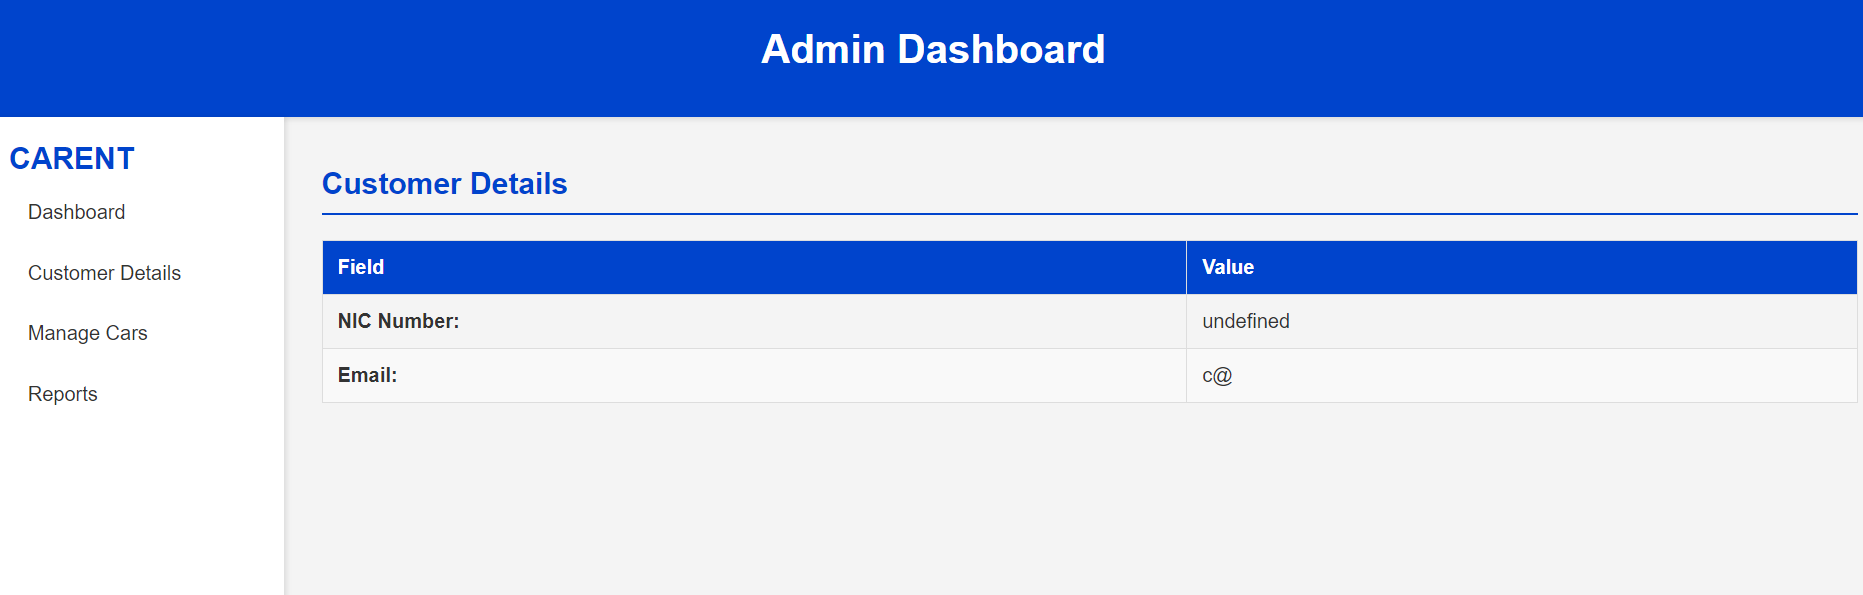 Admin Dashboard
CARENT
Dashboard
Customer Details
Manage Cars
Reports
Customer Details
Field Value
NIC Number: undefined
Email: c@